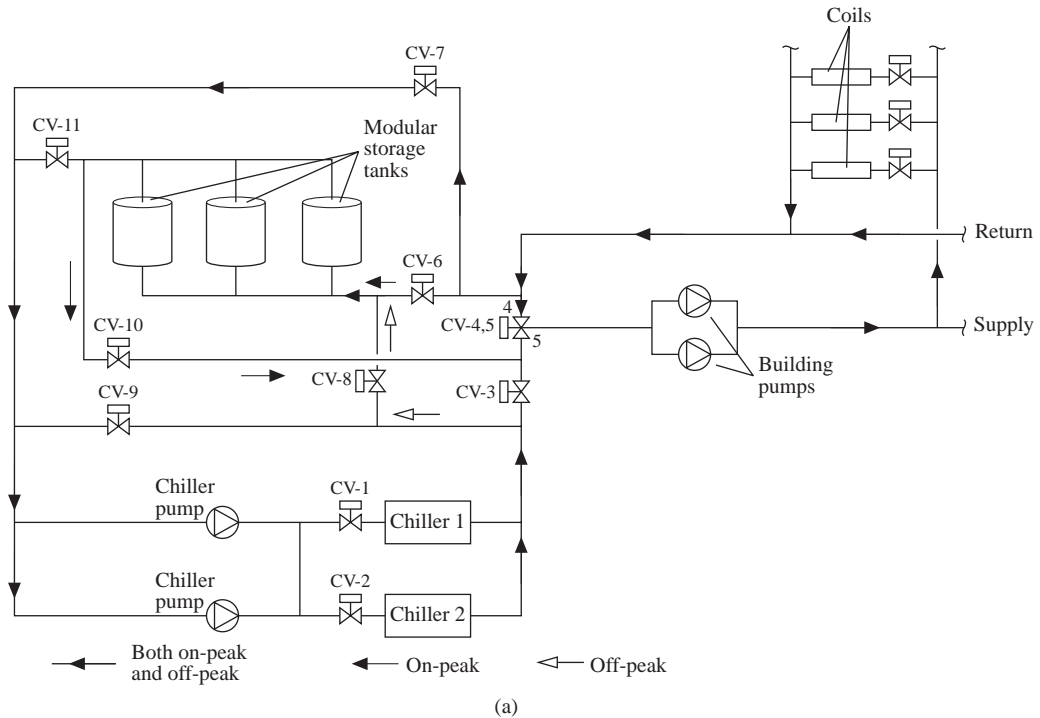 Coils
CV-7
CV-11
Modular
storage
tanks
Return
CV-6
4
CV-4,5
5
Supply
CV-10
Building
pumps
CV-8
CV-3
CV-9
Chiller
pump
CV-1
Chiller 1
Chiller
pump
CV-2
Chiller 2
Both on-peak
and off-peak
On-peak
Off-peak
(a)